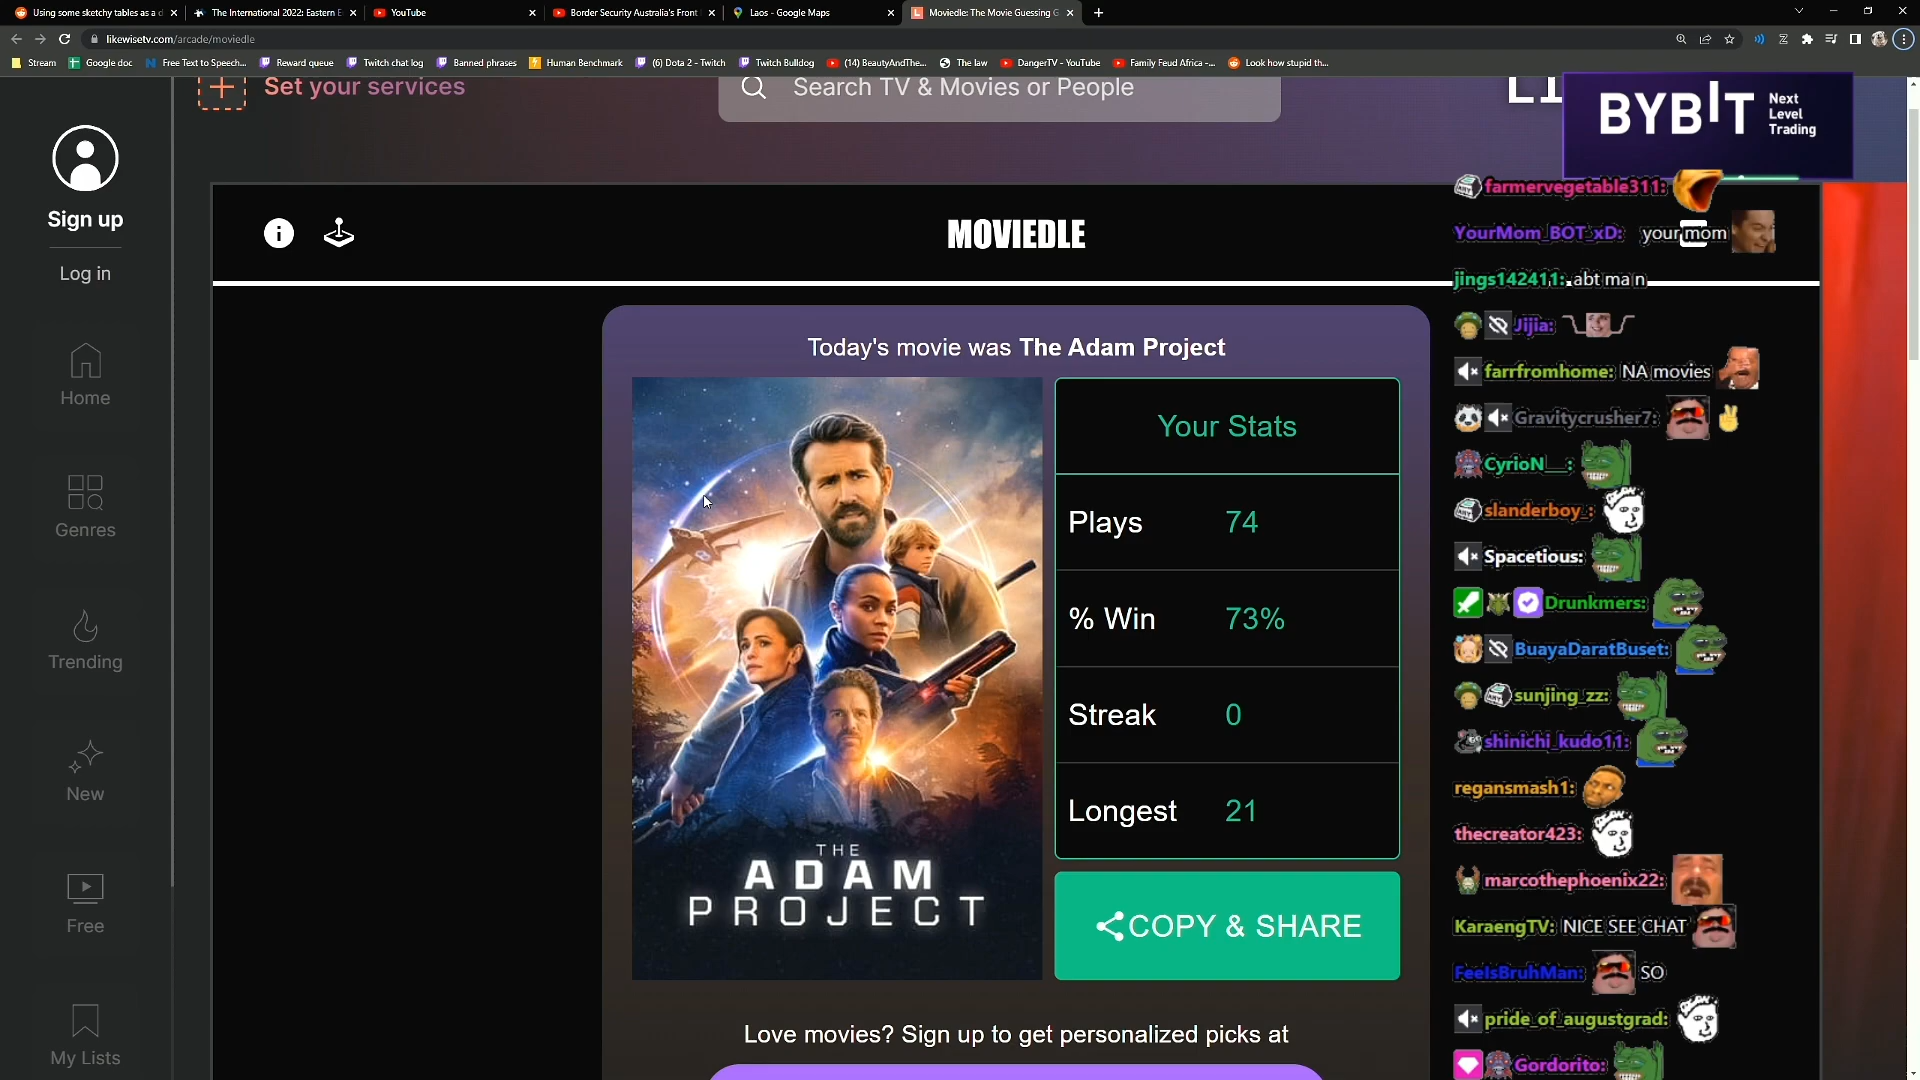 Using some sketchy tables as a d
The International 2022: Eastern E
YouTube
Border Security Australia's Front
Laos - Google Maps
Moviedle: The Movie Guessing G
likewisetv.com/arcade/moviedle
Stream
Google doc
Free Text to Speech...
Reward queue
Twitch chat log
Banned phrases
Human Benchmark
(6) Dota 2 - Twitch
Twitch Bulldog
(14) BeautyAndThe...
The law
DangerTV - YouTube
Family Feud Africa -...
Look how stupid th...
Set your services
Search TV & Movies or People
BYBIT Next Level Trading
Sign up
Log in
Home
Genres
Trending
New
Free
My Lists
MOVIEDLE
Today's movie was The Adam Project
THE
ADAM
PROJECT
Your Stats
Plays 74
% Win 73%
Streak 0
Longest 21
COPY & SHARE
Love movies? Sign up to get personalized picks at
farmervegetable311:
YourMom_BOT_xD: your mom
jings142411: abt ma n
Jijia:
farrfromhome: NA movies
Gravitycrusher7:
CyrioN__:
slanderboy_:
Spacetious:
Drunkmers:
BuayaDaratBuset:
sunjing_zz:
shinichi_kudo11:
regansmash1:
thecreator423:
marcothephoenix22:
KaraengTV: NICE SEE CHAT
FeelsBruhMan: SO
pride_of_augustgrad:
Gordorito: